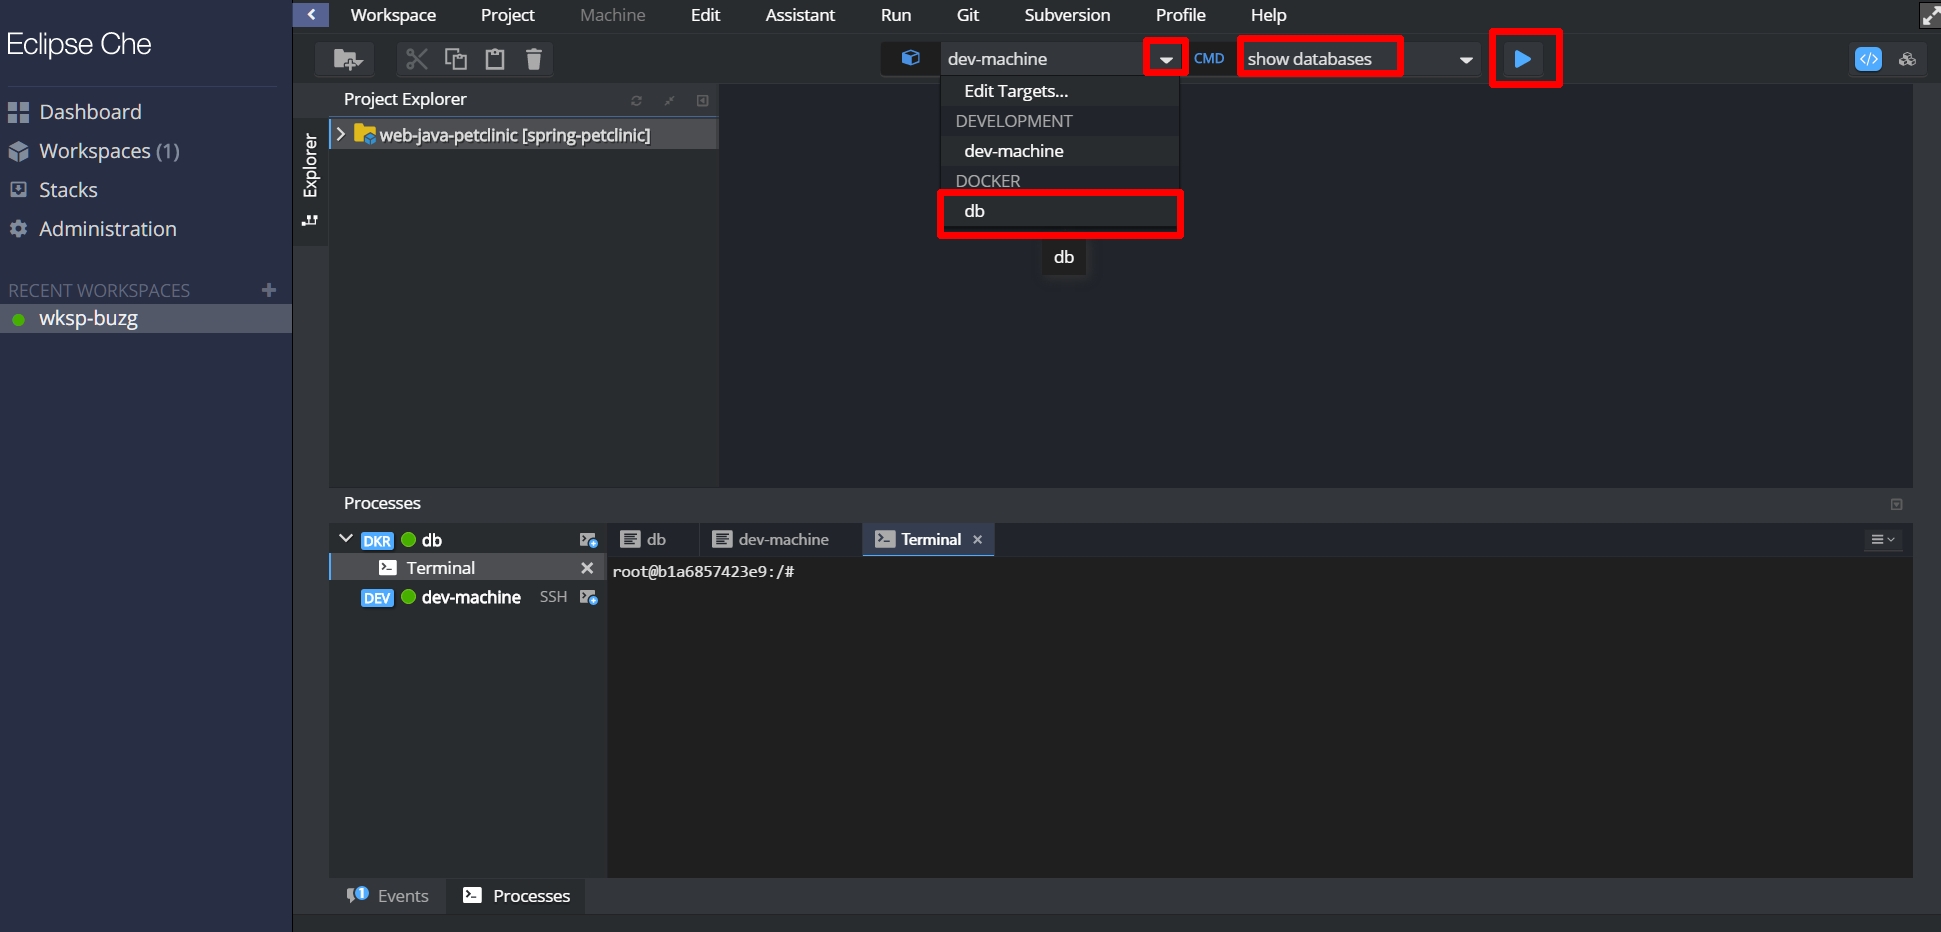 Eclipse Che
Dashboard
Workspaces (1)
Stacks
Administration
RECENT WORKSPACES
wksp-buzg
Workspace Project Machine Edit Assistant Run Git Subversion Profile Help
dev-machine CMD show databases
Edit Targets...
DEVELOPMENT
dev-machine
DOCKER
db
db
Project Explorer
web-java-petclinic [spring-petclinic]
Explorer
Processes
DKR db
Terminal
DEV dev-machine SSH
db dev-machine Terminal
root@b1a6857423e9:/#
1 Events Processes